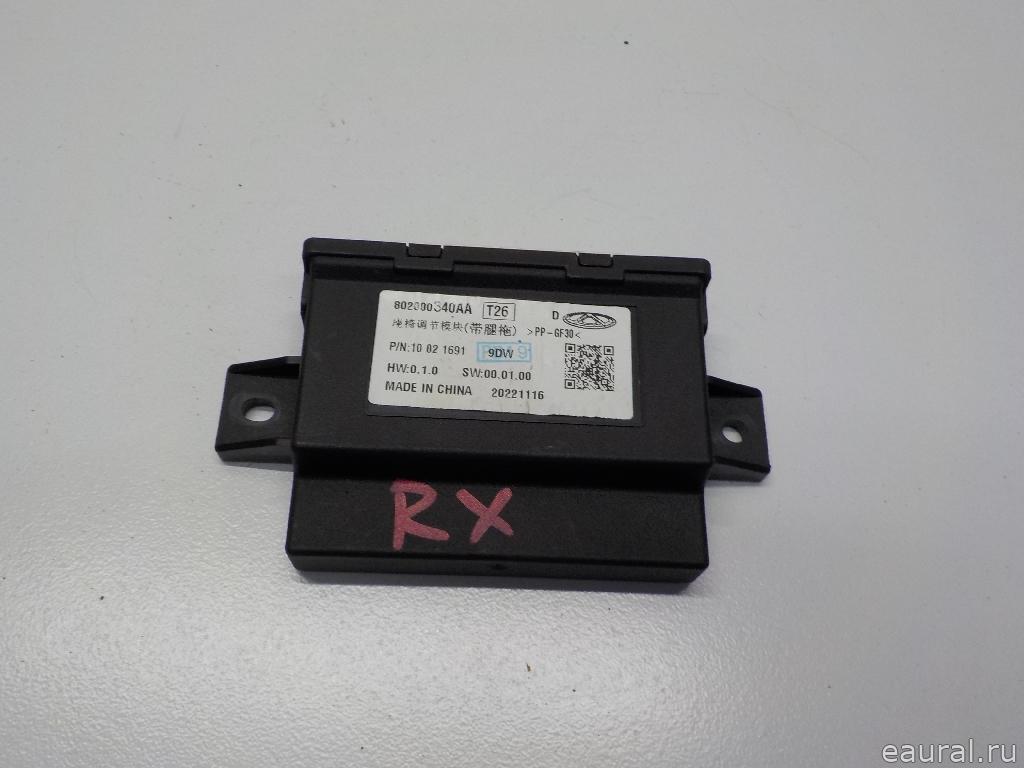 802000340AA T26 D
座椅调节模块(带腿拖) >PP-GF30<
P/N:10 02 1691 9DW
HW:0.1.0 SW:00.01.00
MADE IN CHINA 20221116
RX
eaural.ru